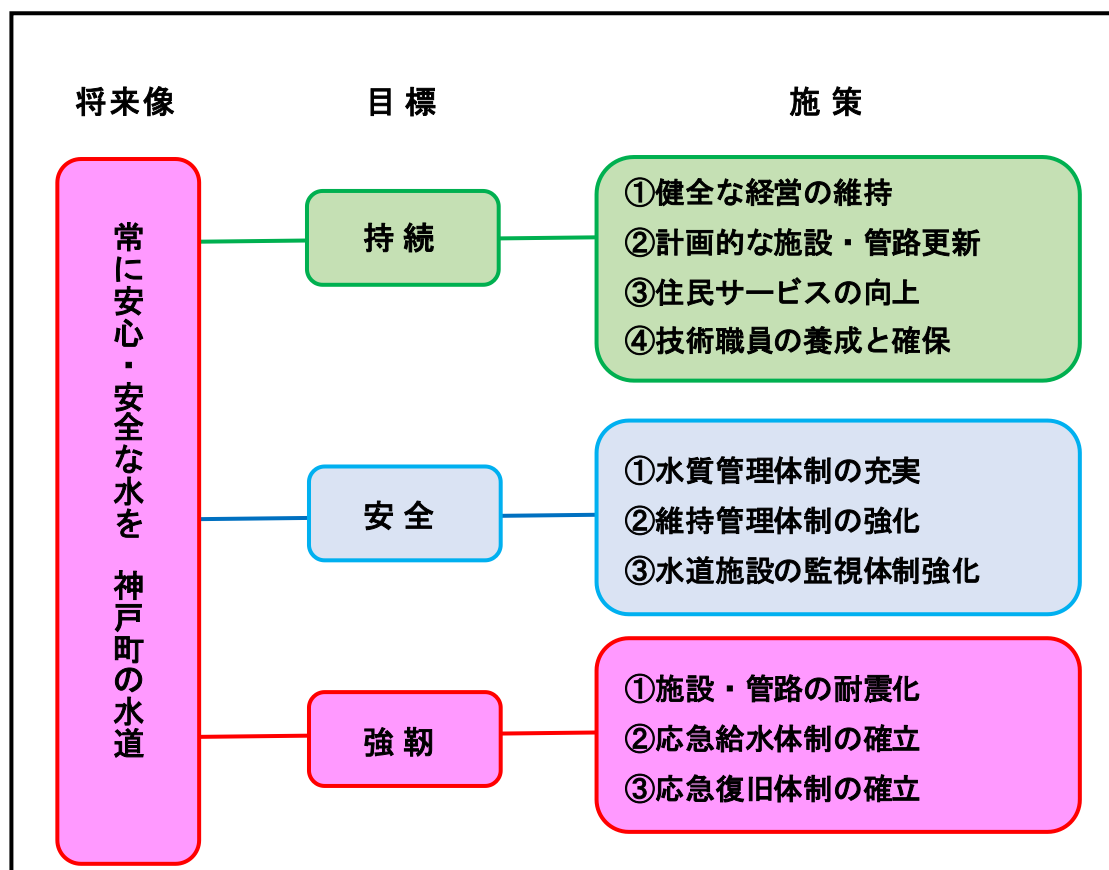 将来像
目標
施策
常に安心・安全な水を 神戸町の水道
持続
①健全な経営の維持
②計画的な施設・管路更新
③住民サービスの向上
④技術職員の養成と確保
安全
①水質管理体制の充実
②維持管理体制の強化
③水道施設の監視体制強化
強靭
①施設・管路の耐震化
②応急給水体制の確立
③応急復旧体制の確立